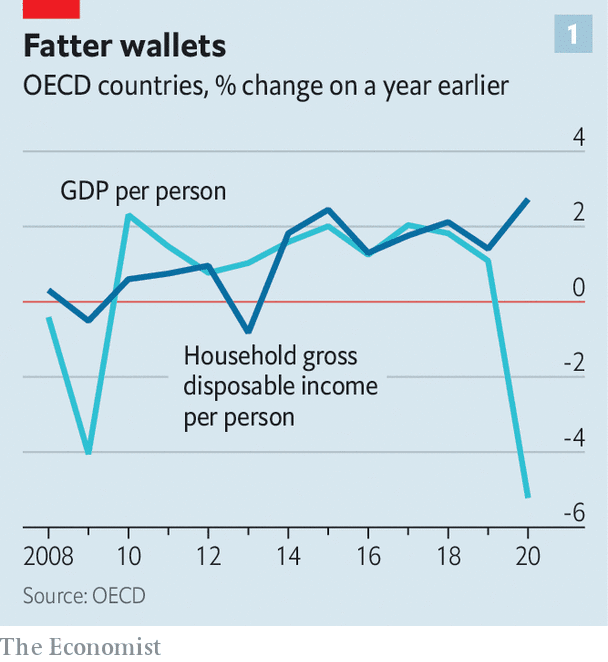 Fatter wallets
1
OECD countries, % change on a year earlier
4
GDP per person
2
0
Household gross
disposable income
per person
-2
-4
-6
2008 10 12 14 16 18 20
Source: OECD
The Economist